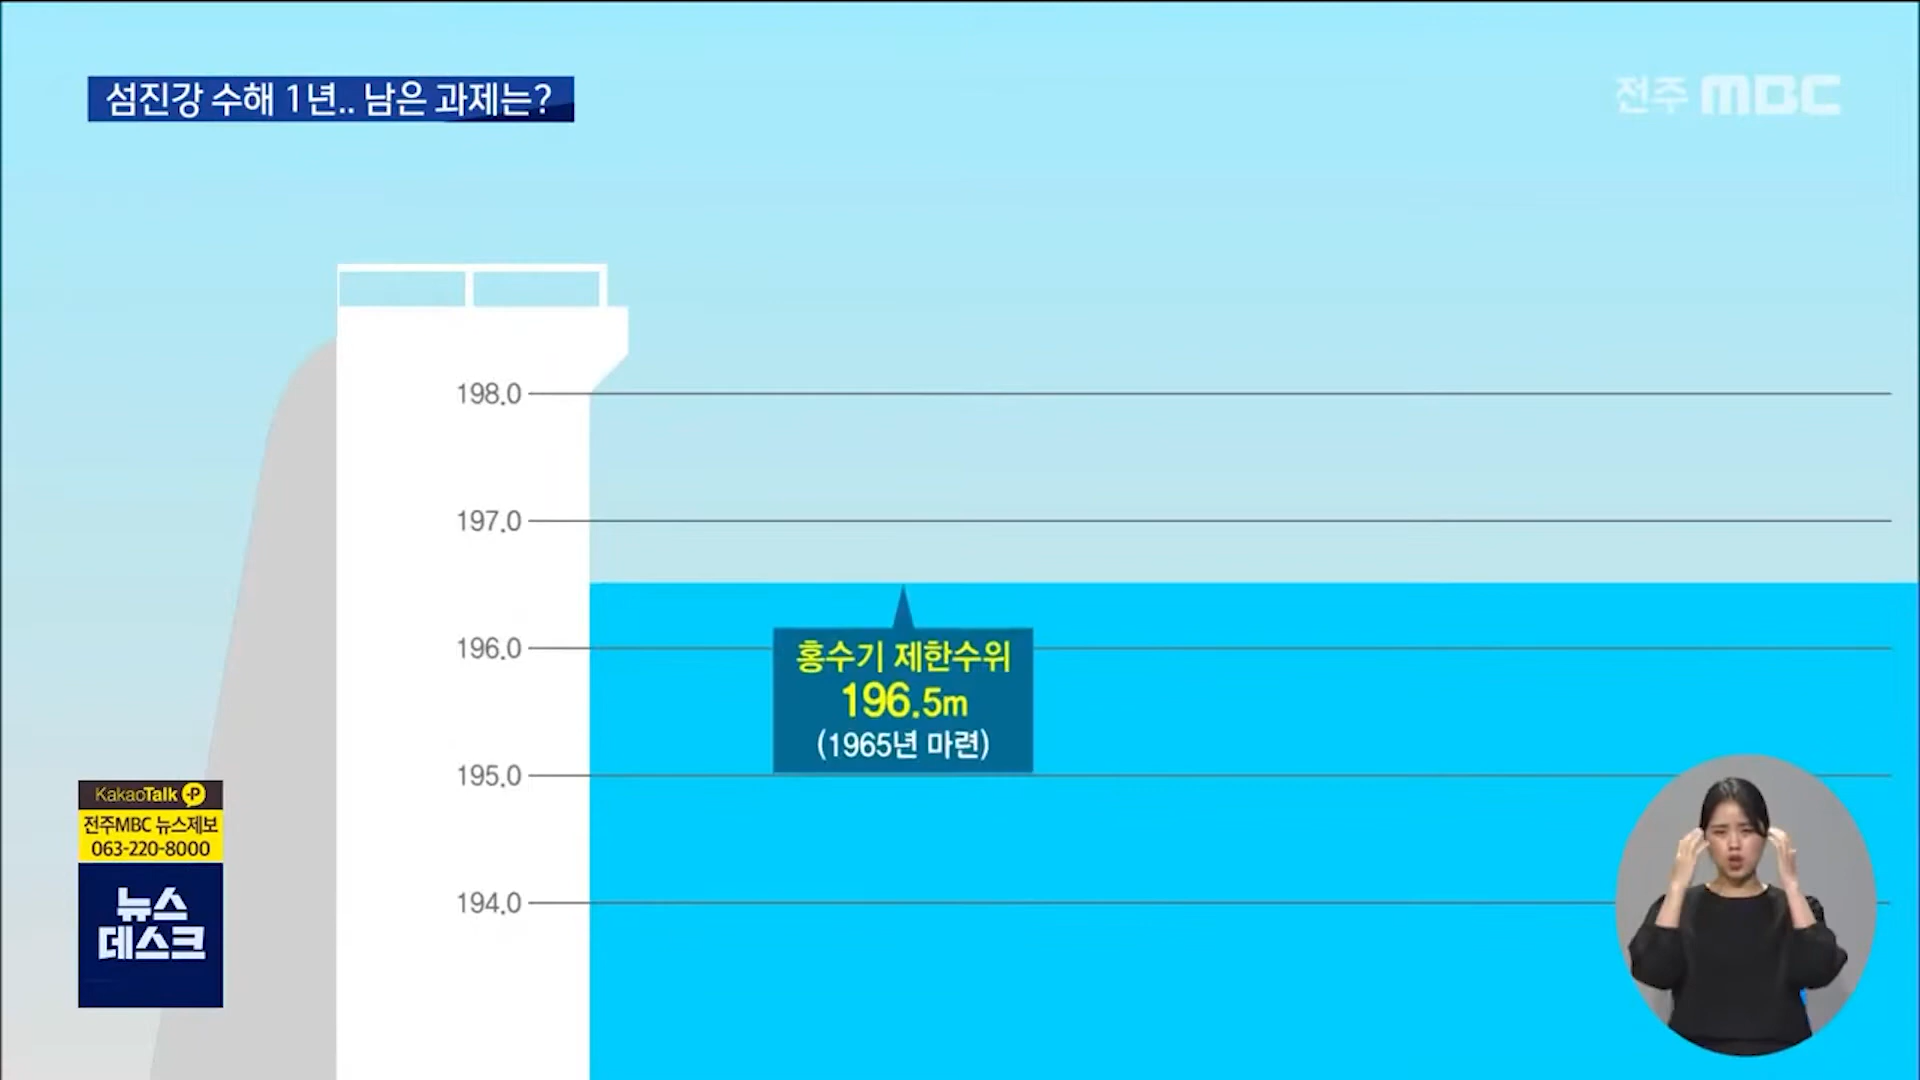 섬진강 수해 1년.. 남은 과제는?
전주 MBC
198.0
197.0
196.0
195.0
194.0
홍수기 제한수위
196.5m
(1965년 마련)
KakaoTalk P
전주MBC 뉴스제보
063-220-8000
뉴스
데스크